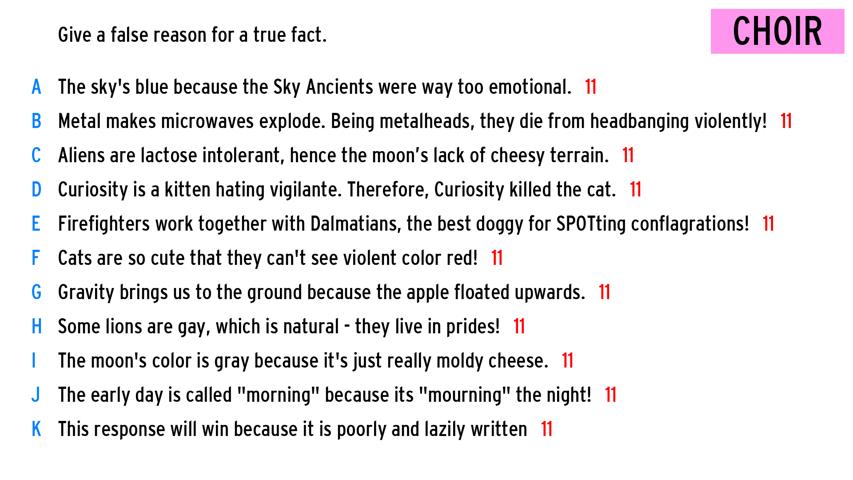 Give a false reason for a true fact.
CHOIR
A The sky's blue because the Sky Ancients were way too emotional. 11
B Metal makes microwaves explode. Being metalheads, they die from headbanging violently! 11
C Aliens are lactose intolerant, hence the moon’s lack of cheesy terrain. 11
D Curiosity is a kitten hating vigilante. Therefore, Curiosity killed the cat. 11
E Firefighters work together with Dalmatians, the best doggy for SPOTting conflagrations! 11
F Cats are so cute that they can't see violent color red! 11
G Gravity brings us to the ground because the apple floated upwards. 11
H Some lions are gay, which is natural - they live in prides! 11
I The moon's color is gray because it's just really moldy cheese. 11
J The early day is called "morning" because its "mourning" the night! 11
K This response will win because it is poorly and lazily written 11